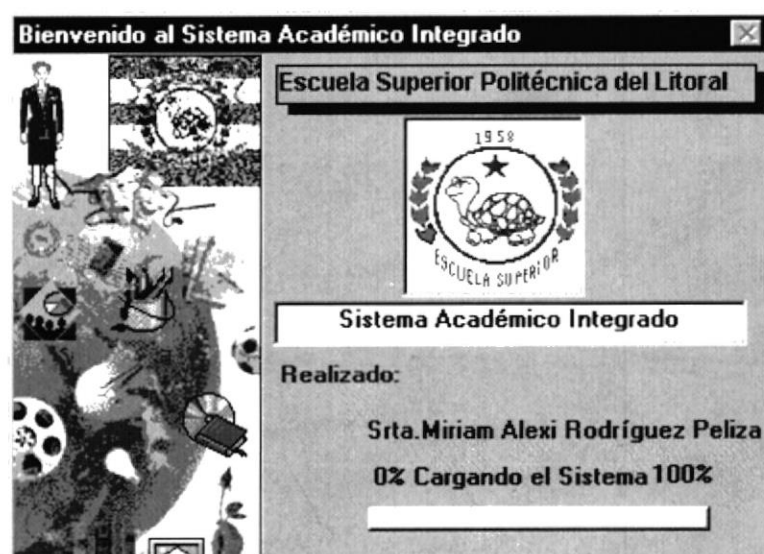 Bienvenido al Sistema Académico Integrado
Escuela Superior Politécnica del Litoral
1958
ESCUELA SUPERIOR
Sistema Académico Integrado
Realizado:
Srta.Miriam Alexi Rodríguez Peliza
0% Cargando el Sistema 100%